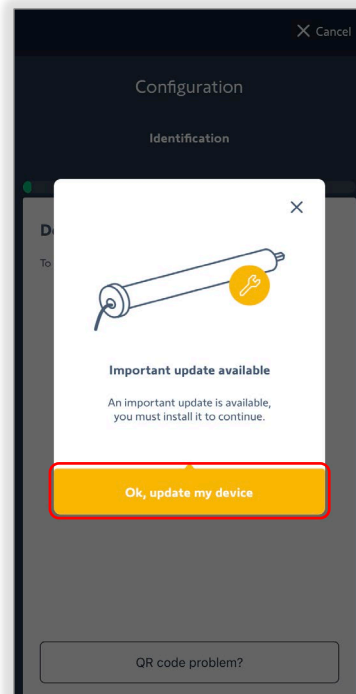 Cancel
Configuration
Identification
D
To
Important update available
An important update is available,
you must install it to continue.
Ok, update my device
QR code problem?